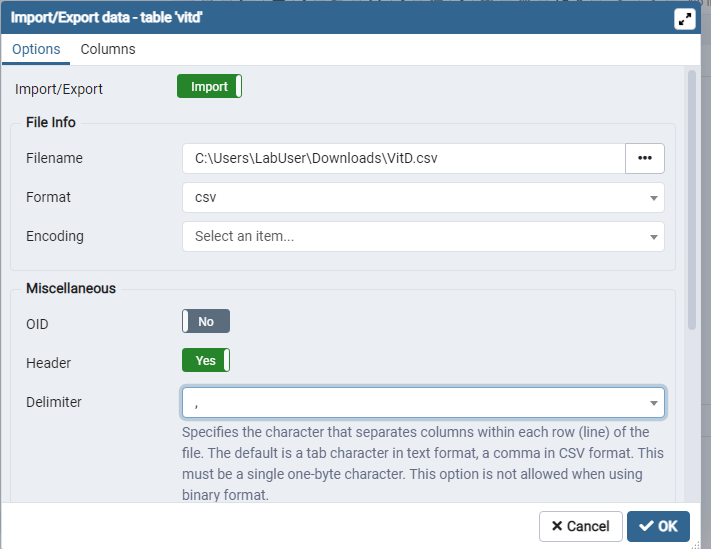 Import/Export data - table 'vitd'
Options Columns
Import/Export Import
File Info
Filename C:\Users\LabUser\Downloads\VitD.csv •••
Format csv
Encoding Select an item...
Miscellaneous
OID No
Header Yes
Delimiter ,
Specifies the character that separates columns within each row (line) of the
file. The default is a tab character in text format, a comma in CSV format. This
must be a single one-byte character. This option is not allowed when using
binary format.
Cancel OK